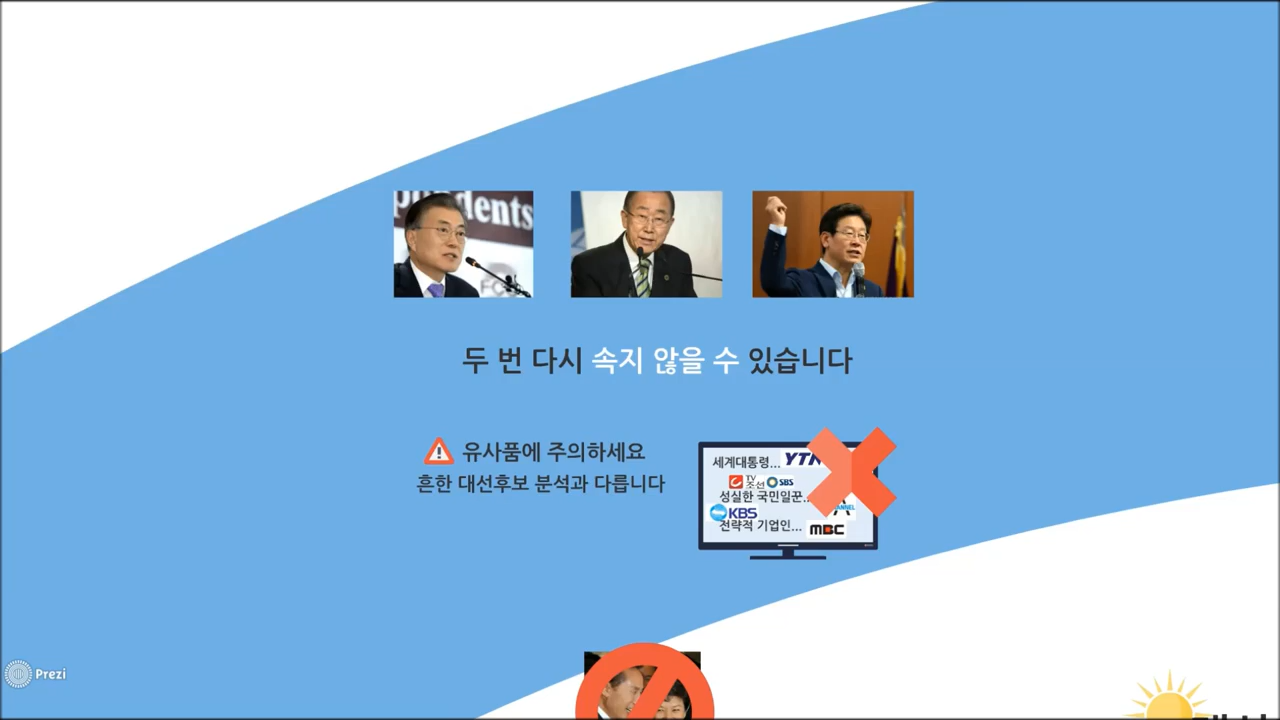 두 번 다시 속지 않을 수 있습니다
유사품에 주의하세요
흔한 대선후보 분석과 다릅니다
세계대통령... YTN
TV조선 SBS
성실한 국민일꾼..
KBS
전략적 기업인... MBC
Prezi